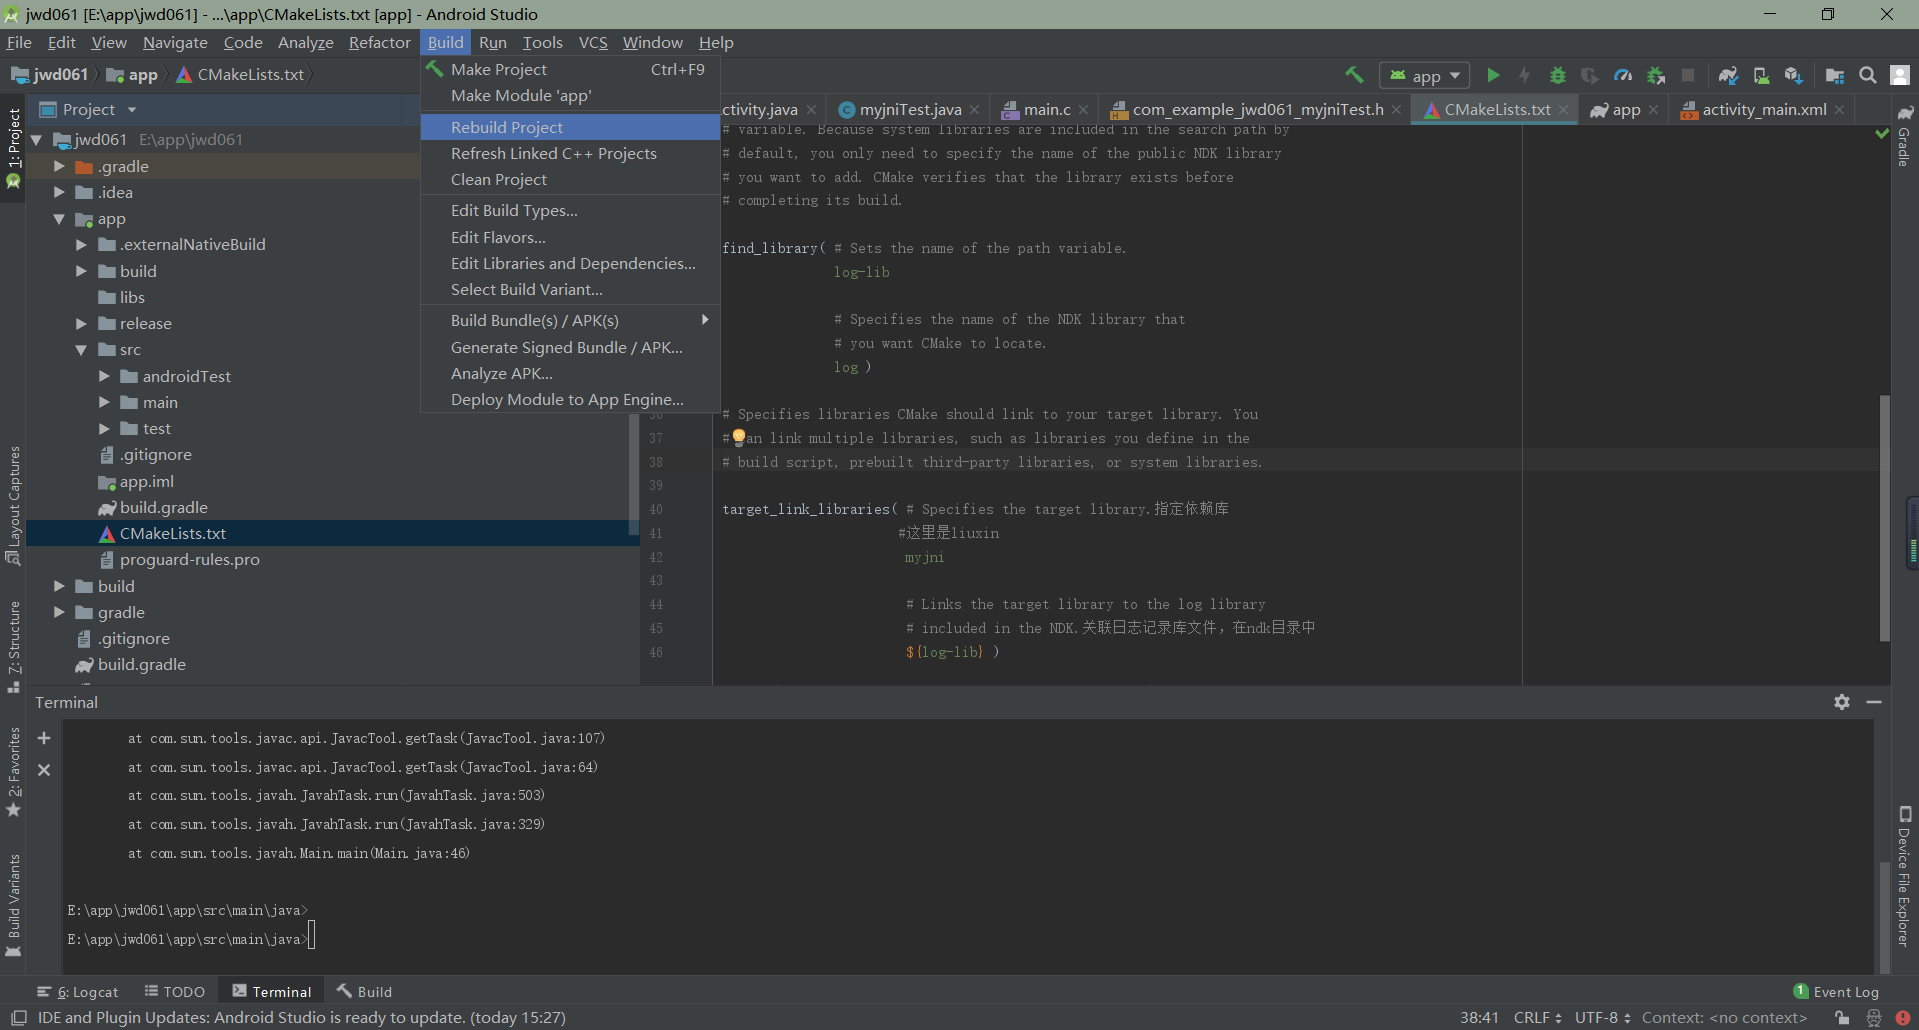 jwd061 [E:\app\jwd061] - ...\app\CMakeLists.txt [app] - Android Studio
File Edit View Navigate Code Analyze Refactor Build Run Tools VCS Window Help
jwd061 app CMakeLists.txt
app
Make Project Ctrl+F9
Make Module 'app'
Rebuild Project
Refresh Linked C++ Projects
Clean Project
Edit Build Types...
Edit Flavors...
Edit Libraries and Dependencies...
Select Build Variant...
Build Bundle(s) / APK(s)
Generate Signed Bundle / APK...
Analyze APK...
Deploy Module to App Engine...
1: Project
Layout Captures
7: Structure
2: Favorites
Build Variants
Project
jwd061 E:\app\jwd061
.gradle
.idea
app
.externalNativeBuild
build
libs
release
src
androidTest
main
test
.gitignore
app.iml
build.gradle
CMakeLists.txt
proguard-rules.pro
build
gradle
.gitignore
build.gradle
ctivity.java myjniTest.java main.c com_example_jwd061_myjniTest.h CMakeLists.txt app activity_main.xml
# variable. Because system libraries are included in the search path by
# default, you only need to specify the name of the public NDK library
# you want to add. CMake verifies that the library exists before
# completing its build.
find_library( # Sets the name of the path variable.
log-lib
# Specifies the name of the NDK library that
# you want CMake to locate.
log )
36 # Specifies libraries CMake should link to your target library. You
37 # an link multiple libraries, such as libraries you define in the
38 # build script, prebuilt third-party libraries, or system libraries.
39
40 target_link_libraries( # Specifies the target library.指定依赖库
41 #这里是liuxin
42 myjni
43
44 # Links the target library to the log library
45 # included in the NDK.关联日志记录库文件，在ndk目录中
46 ${log-lib} )
Gradle
Device File Explorer
Terminal
at com.sun.tools.javac.api.JavacTool.getTask(JavacTool.java:107)
at com.sun.tools.javac.api.JavacTool.getTask(JavacTool.java:64)
at com.sun.tools.javah.JavahTask.run(JavahTask.java:503)
at com.sun.tools.javah.JavahTask.run(JavahTask.java:329)
at com.sun.tools.javah.Main.main(Main.java:46)
E:\app\jwd061\app\src\main\java>
E:\app\jwd061\app\src\main\java>
6: Logcat TODO Terminal Build 1 Event Log
IDE and Plugin Updates: Android Studio is ready to update. (today 15:27) 38:41 CRLF UTF-8 Context: <no context>